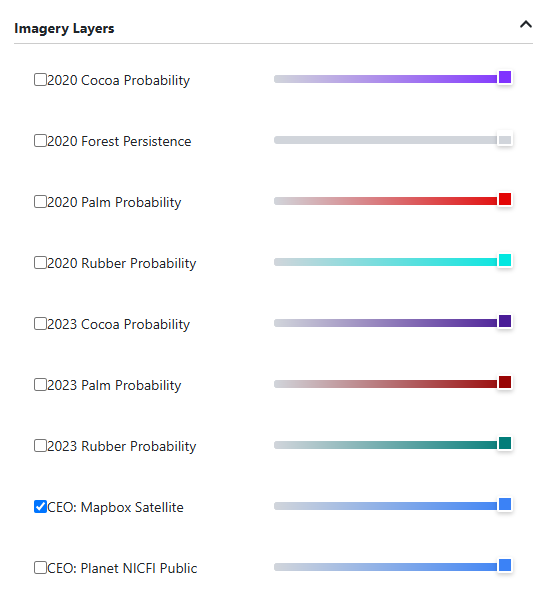 Imagery Layers
2020 Cocoa Probability
2020 Forest Persistence
2020 Palm Probability
2020 Rubber Probability
2023 Cocoa Probability
2023 Palm Probability
2023 Rubber Probability
CEO: Mapbox Satellite
CEO: Planet NICFI Public